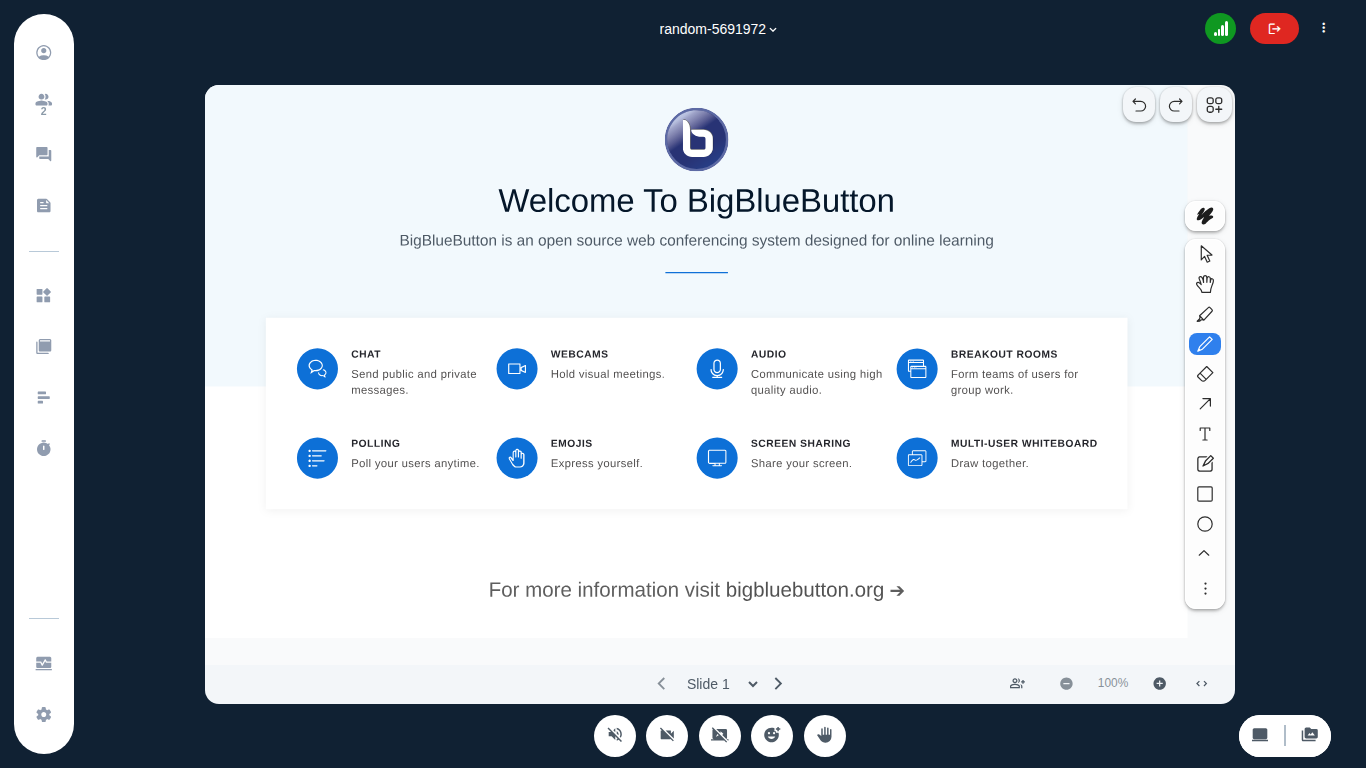 random-5691972
2
Welcome To BigBlueButton
BigBlueButton is an open source web conferencing system designed for online learning
CHAT
Send public and private
messages.
WEBCAMS
Hold visual meetings.
AUDIO
Communicate using high
quality audio.
BREAKOUT ROOMS
Form teams of users for
group work.
POLLING
Poll your users anytime.
EMOJIS
Express yourself.
SCREEN SHARING
Share your screen.
MULTI-USER WHITEBOARD
Draw together.
For more information visit bigbluebutton.org ➔
Slide 1
100%